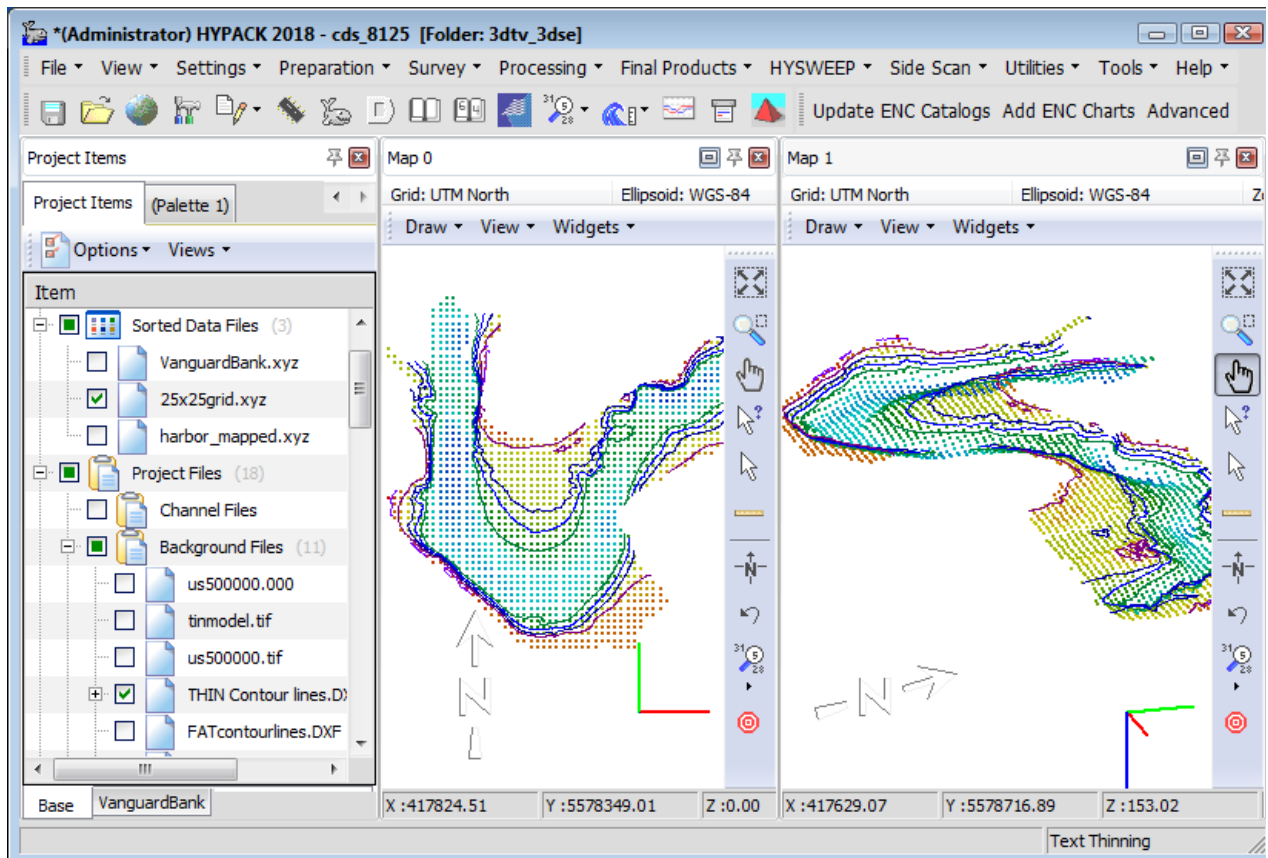 *(Administrator) HYPACK 2018 - cds_8125 [Folder: 3dtv_3dse]
File View Settings Preparation Survey Processing Final Products HYSWEEP Side Scan Utilities Tools Help
Update ENC Catalogs Add ENC Charts Advanced
Project Items
Project Items (Palette 1)
Options Views
Item
Sorted Data Files (3)
VanguardBank.xyz
25x25grid.xyz
harbor_mapped.xyz
Project Files (18)
Channel Files
Background Files (11)
us500000.000
tinmodel.tif
us500000.tif
THIN Contour lines.D
FATcontourlines.DXF
Base VanguardBank
Map 0
Grid: UTM North Ellipsoid: WGS-84
Draw View Widgets
N
X :417824.51 Y :5578349.01 Z :0.00
Map 1
Grid: UTM North Ellipsoid: WGS-84
Draw View Widgets
N
X :417629.07 Y :5578716.89 Z :153.02
Text Thinning